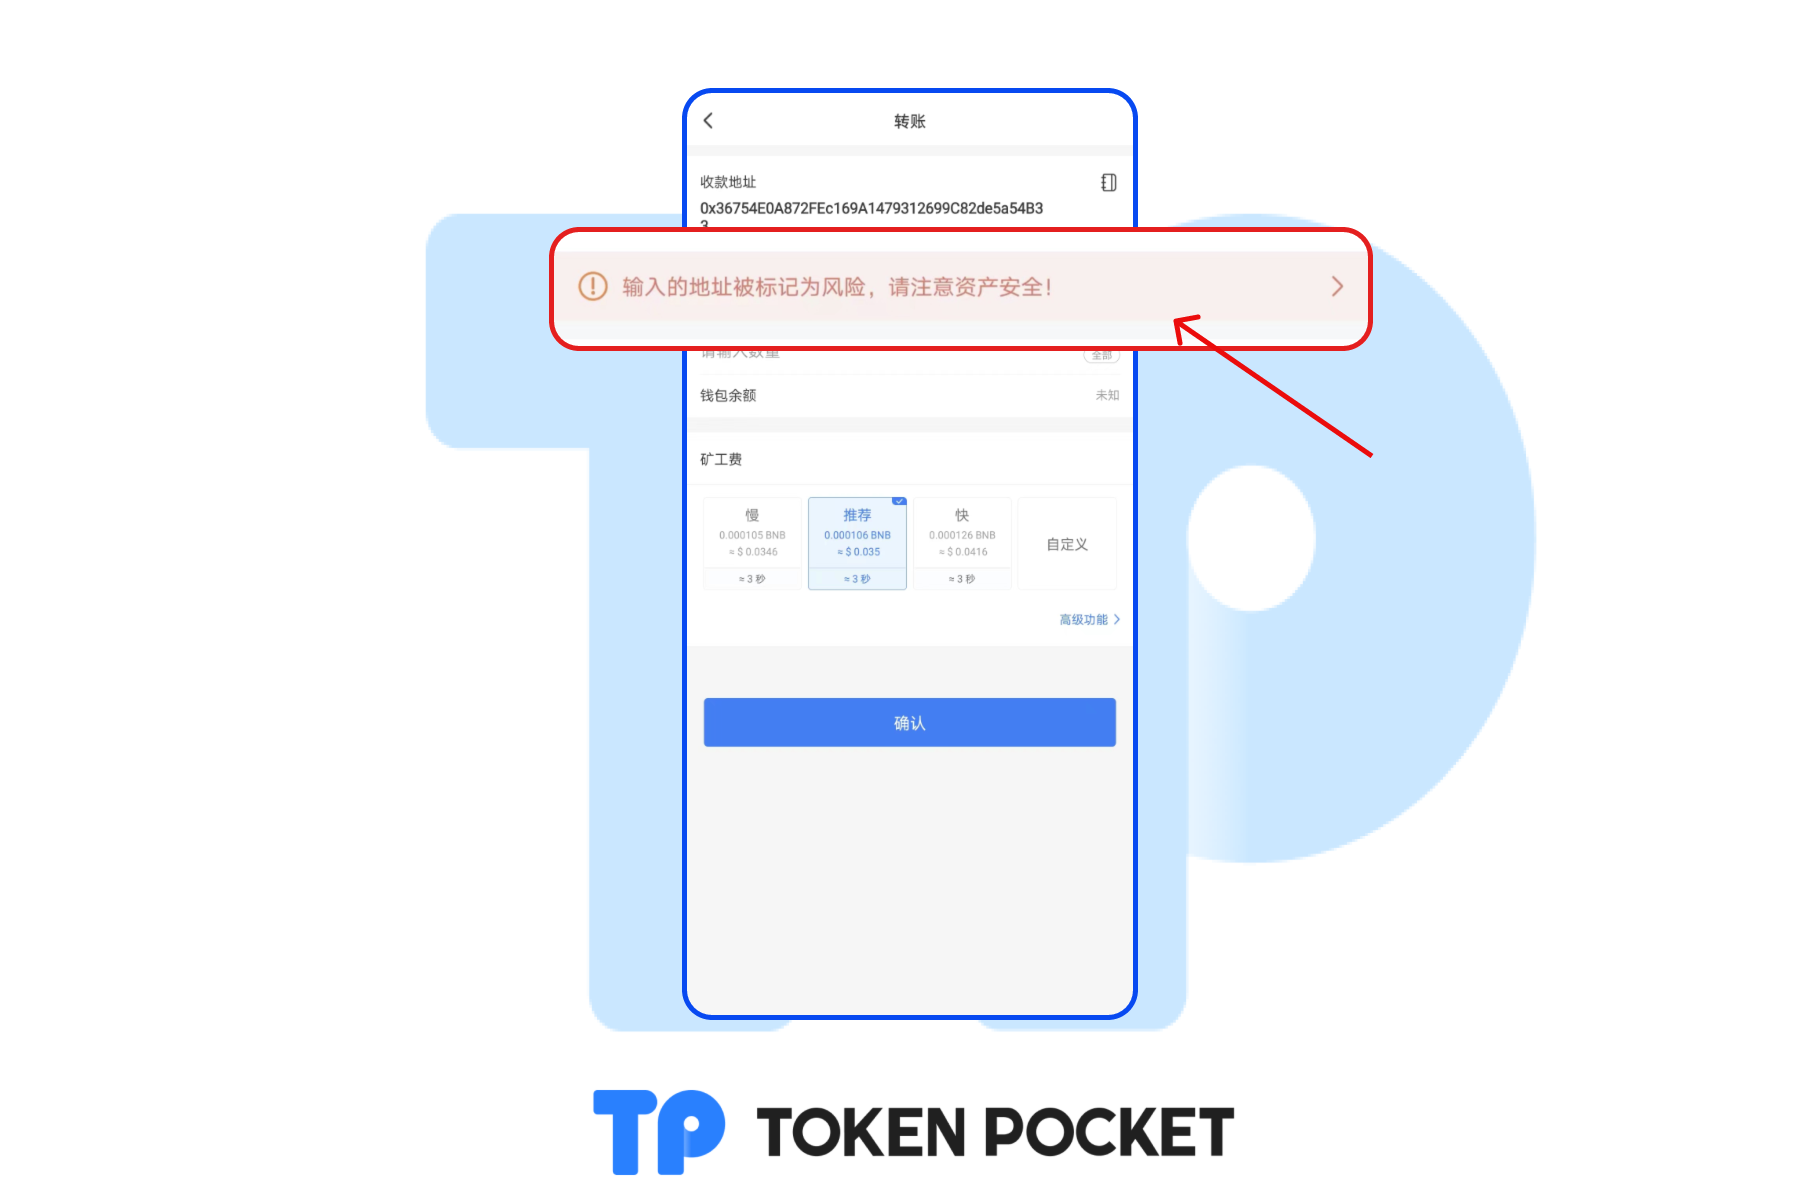 转账
收款地址
0x36754E0A872FEc169A1479312699C82de5a54B3
3
输入的地址被标记为风险，请注意资产安全！
请输入数量
全部
钱包余额
未知
矿工费
慢
0.000105 BNB
≈ $ 0.0346
≈ 3 秒
推荐
0.000106 BNB
≈ $ 0.035
≈ 3 秒
快
0.000126 BNB
≈ $ 0.0416
≈ 3 秒
自定义
高级功能
确认
TP TOKEN POCKET